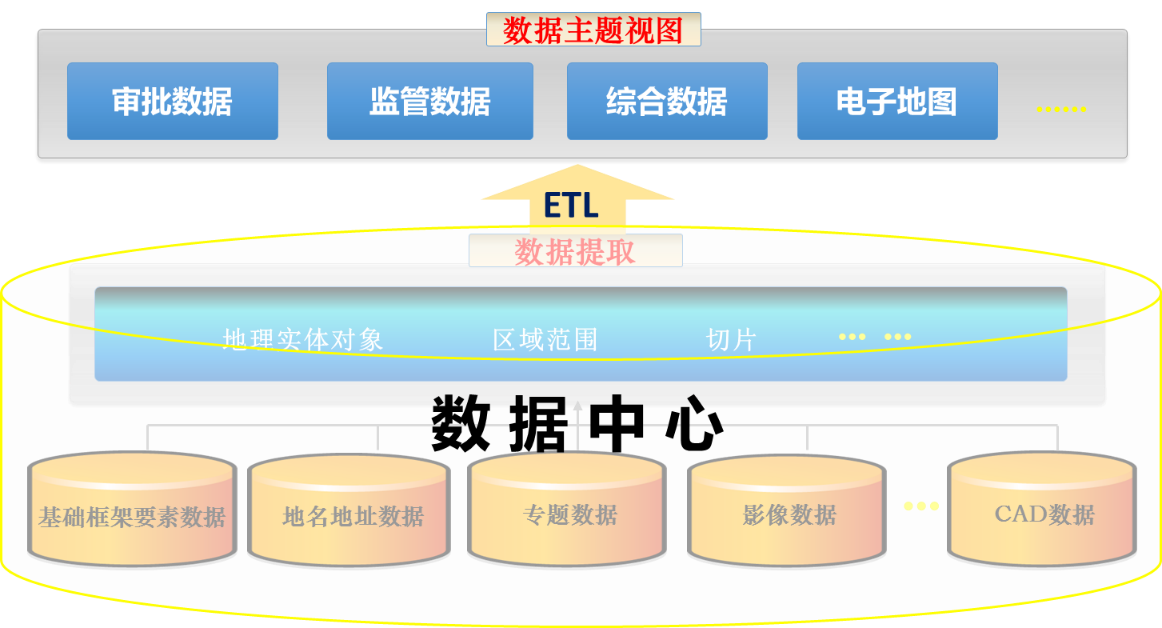 数据主题视图
审批数据 监管数据 综合数据 电子地图 ......
ETL
数据提取
地理实体对象 区域范围 切片 ... ...
数据中心
基础框架要素数据 地名地址数据 专题数据 影像数据 ... CAD数据